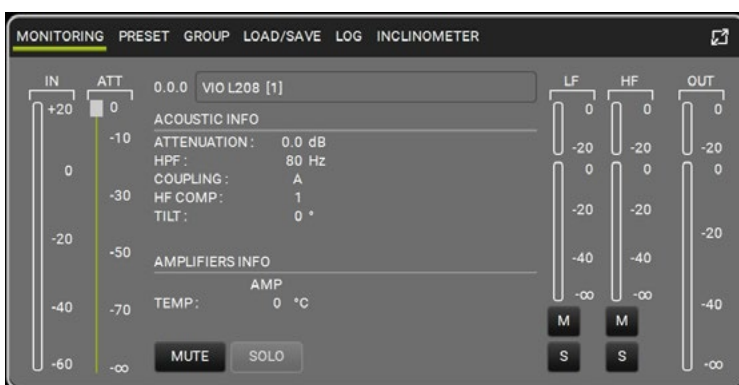 MONITORING PRESET GROUP LOAD/SAVE LOG INCLINOMETER
IN ATT LF HF OUT
0.0.0 VIO L208 [1]
+20 0 0 0 0
ACOUSTIC INFO
-10
ATTENUATION: 0.0 dB
-20 -20 -20
HPF: 80 Hz
0 0 0 0
COUPLING: A
HF COMP: 1
-30
TILT: 0 °
-20 -20
-20 -20
-50
AMPLIFIERS INFO
-40 -40
AMP
TEMP: 0 °C
-∞ -∞
-40 -70 -40
M M
MUTE SOLO
S S
-60 -∞ -∞